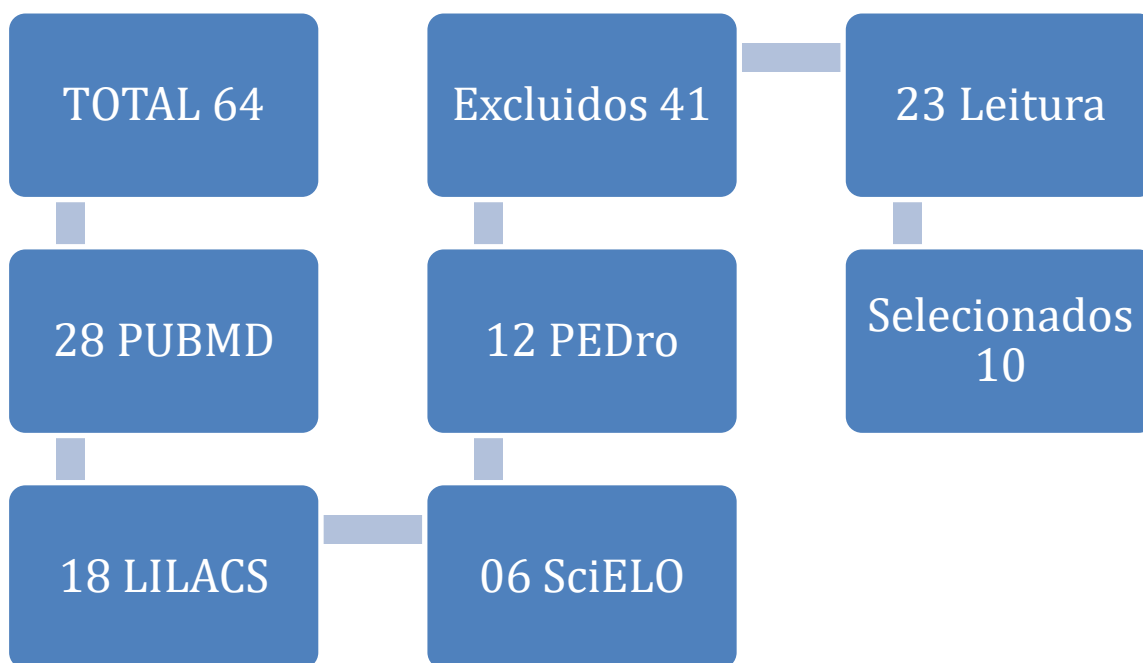 TOTAL 64
28 PUBMD
18 LILACS
06 SciELO
12 PEDro
Excluidos 41
23 Leitura
Selecionados
10